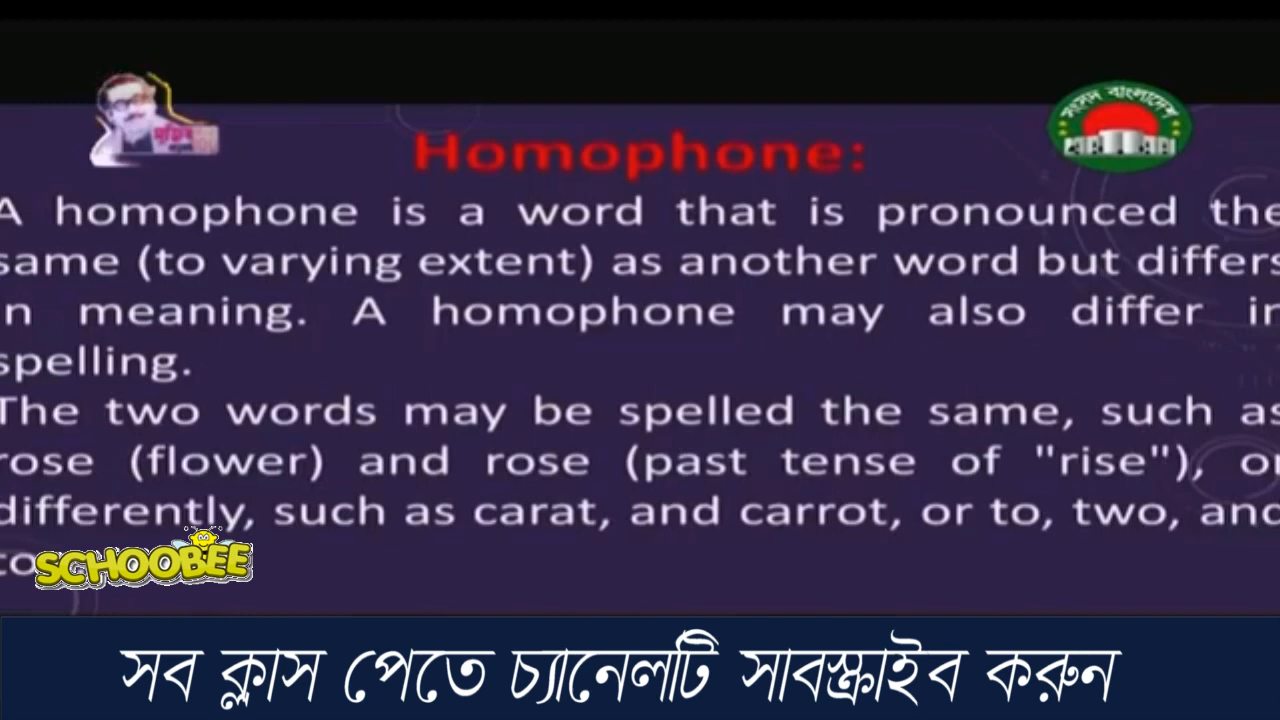 সংসদ বাংলাদেশ
Homophone:
A homophone is a word that is pronounced the
same (to varying extent) as another word but differs
in meaning. A homophone may also differ in
spelling.
The two words may be spelled the same, such as
rose (flower) and rose (past tense of "rise"), or
differently, such as carat, and carrot, or to, two, and
SCHOOBEE
সব ক্লাস পেতে চ্যানেলটি সাবস্ক্রাইব করুন